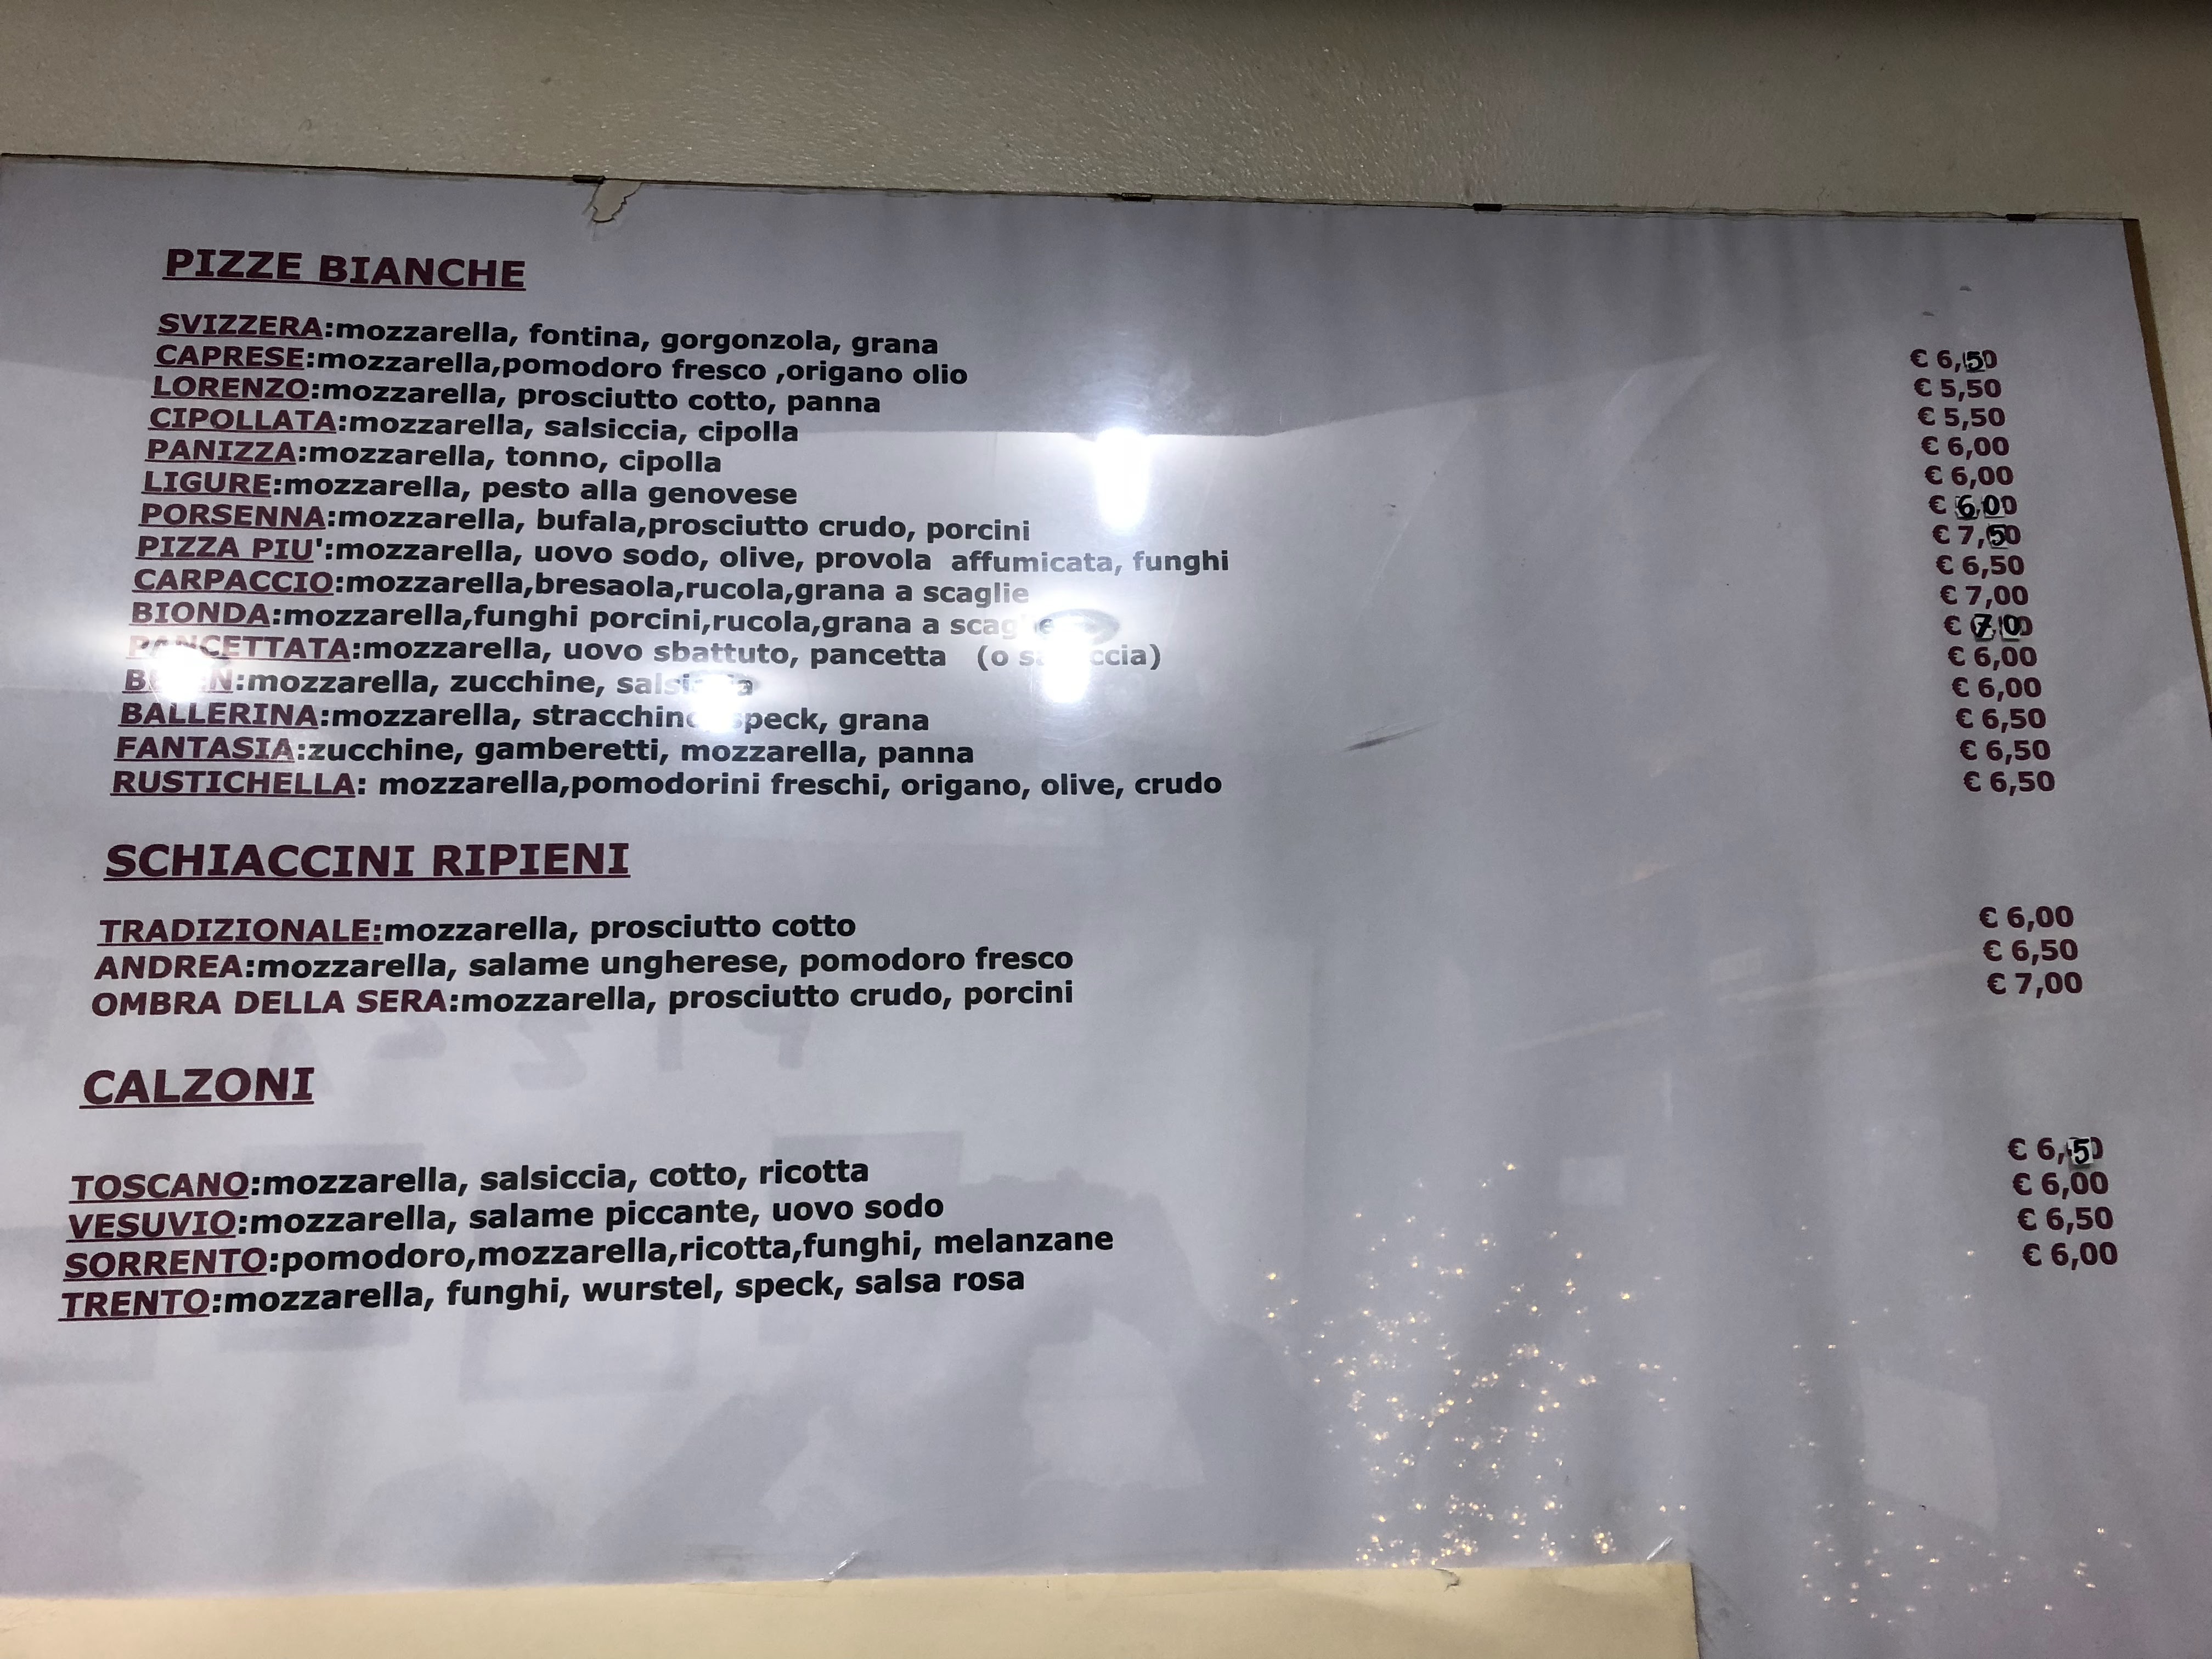 PIZZE BIANCHE
SVIZZERA:mozzarella, fontina, gorgonzola, grana € 6,50
CAPRESE:mozzarella,pomodoro fresco ,origano olio € 5,50
LORENZO:mozzarella, prosciutto cotto, panna € 5,50
CIPOLLATA:mozzarella, salsiccia, cipolla € 6,00
PANIZZA:mozzarella, tonno, cipolla € 6,00
LIGURE:mozzarella, pesto alla genovese € 6,00
PORSENNA:mozzarella, bufala,prosciutto crudo, porcini € 7,50
PIZZA PIU':mozzarella, uovo sodo, olive, provola affumicata, funghi € 6,50
CARPACCIO:mozzarella,bresaola,rucola,grana a scaglie € 7,00
BIONDA:mozzarella,funghi porcini,rucola,grana a scaglie € 7,00
PANCETTATA:mozzarella, uovo sbattuto, pancetta (o salsiccia) € 6,00
mozzarella, zucchine, salsiccia € 6,00
BALLERINA:mozzarella, stracchino, speck, grana € 6,50
FANTASIA:zucchine, gamberetti, mozzarella, panna € 6,50
RUSTICHELLA: mozzarella,pomodorini freschi, origano, olive, crudo € 6,50
SCHIACCINI RIPIENI
TRADIZIONALE:mozzarella, prosciutto cotto € 6,00
ANDREA:mozzarella, salame ungherese, pomodoro fresco € 6,50
OMBRA DELLA SERA:mozzarella, prosciutto crudo, porcini € 7,00
CALZONI
TOSCANO:mozzarella, salsiccia, cotto, ricotta € 6,50
VESUVIO:mozzarella, salame piccante, uovo sodo € 6,00
SORRENTO:pomodoro,mozzarella,ricotta,funghi, melanzane € 6,50
TRENTO:mozzarella, funghi, wurstel, speck, salsa rosa € 6,00